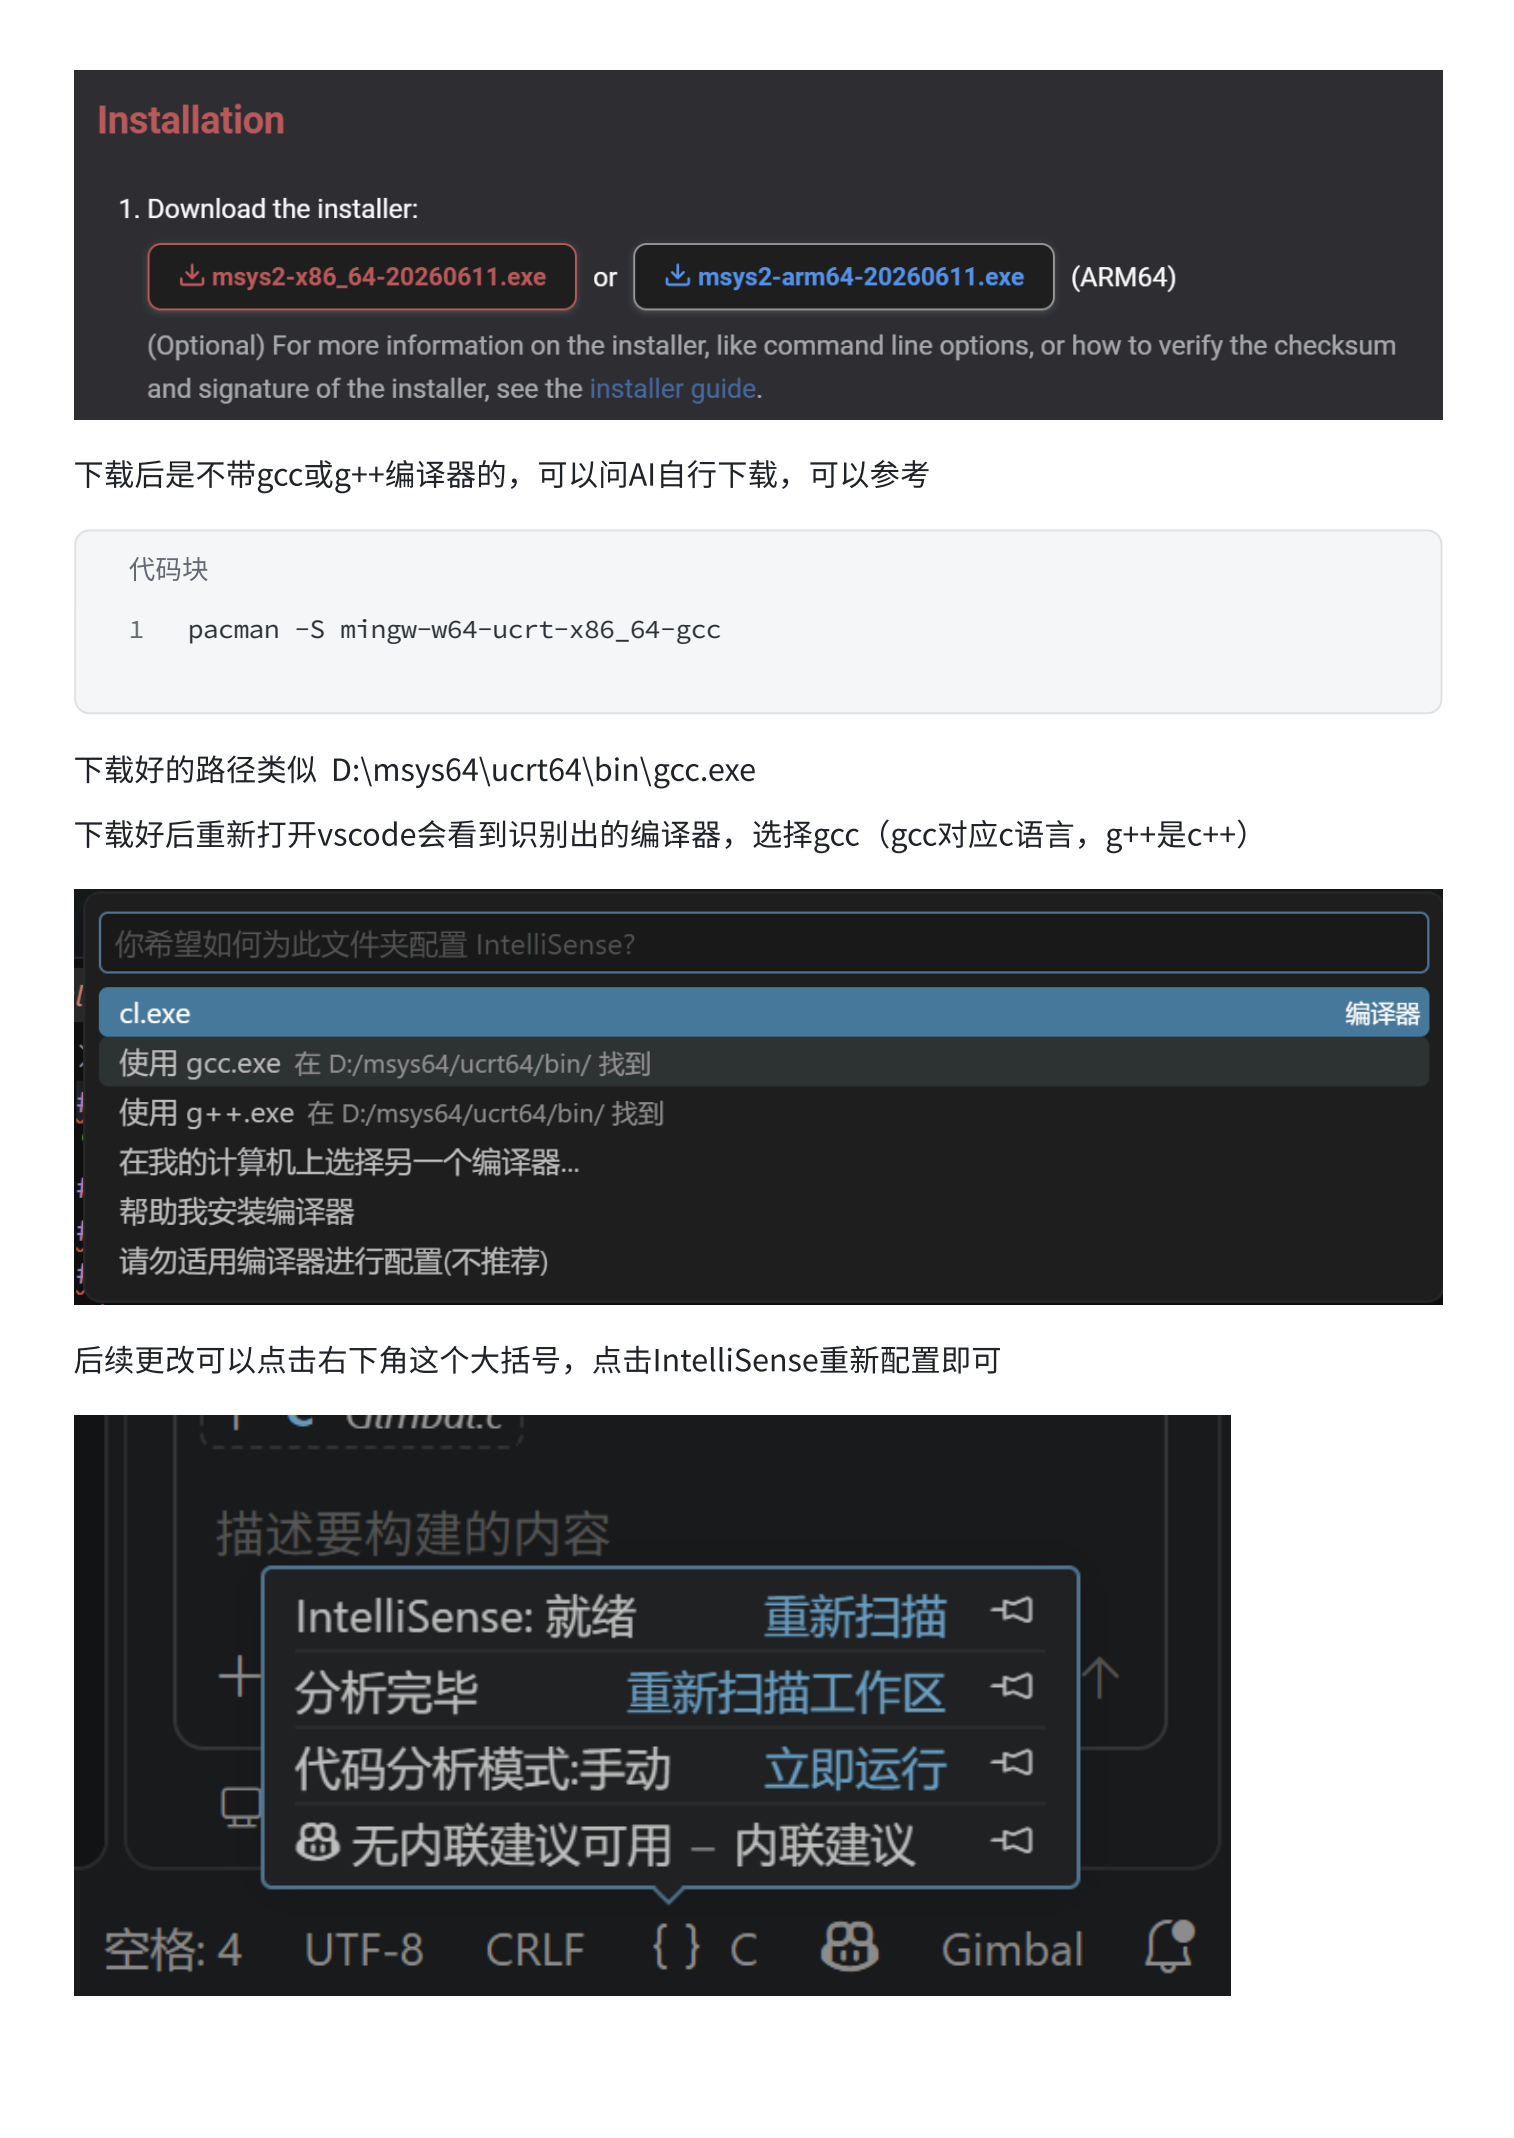 Installation
1. Download the installer:
msys2-x86_64-20260611.exe or msys2-arm64-20260611.exe (ARM64)
(Optional) For more information on the installer, like command line options, or how to verify the checksum
and signature of the installer, see the installer guide.
下载后是不带gcc或g++编译器的，可以问AI自行下载，可以参考
代码块
1 pacman -S mingw-w64-ucrt-x86_64-gcc
下载好的路径类似 D:\msys64\ucrt64\bin\gcc.exe
下载好后重新打开vscode会看到识别出的编译器，选择gcc（gcc对应c语言，g++是c++）
你希望如何为此文件夹配置 IntelliSense?
cl.exe 编译器
使用 gcc.exe 在 D:/msys64/ucrt64/bin/ 找到
使用 g++.exe 在 D:/msys64/ucrt64/bin/ 找到
在我的计算机上选择另一个编译器...
帮助我安装编译器
请勿适用编译器进行配置(不推荐)
后续更改可以点击右下角这个大括号，点击IntelliSense重新配置即可
C Gimbal.c
描述要构建的内容
IntelliSense: 就绪 重新扫描
分析完毕 重新扫描工作区
代码分析模式:手动 立即运行
无内联建议可用 – 内联建议
空格: 4 UTF-8 CRLF { } C Gimbal